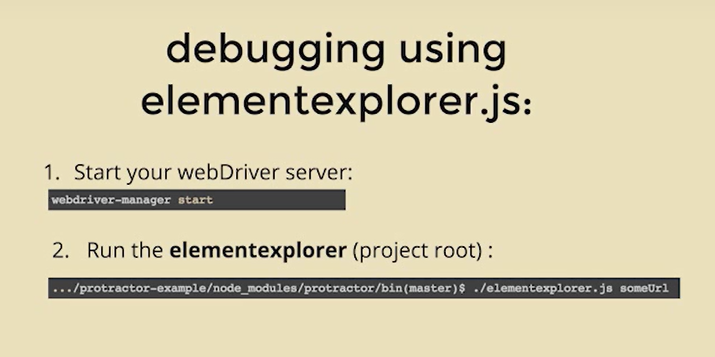 debugging using
elementexplorer.js:
1. Start your webDriver server:
webdriver-manager start
2. Run the elementexplorer (project root) :
.../protractor-example/node_modules/protractor/bin(master)$ ./elementexplorer.js someUrl